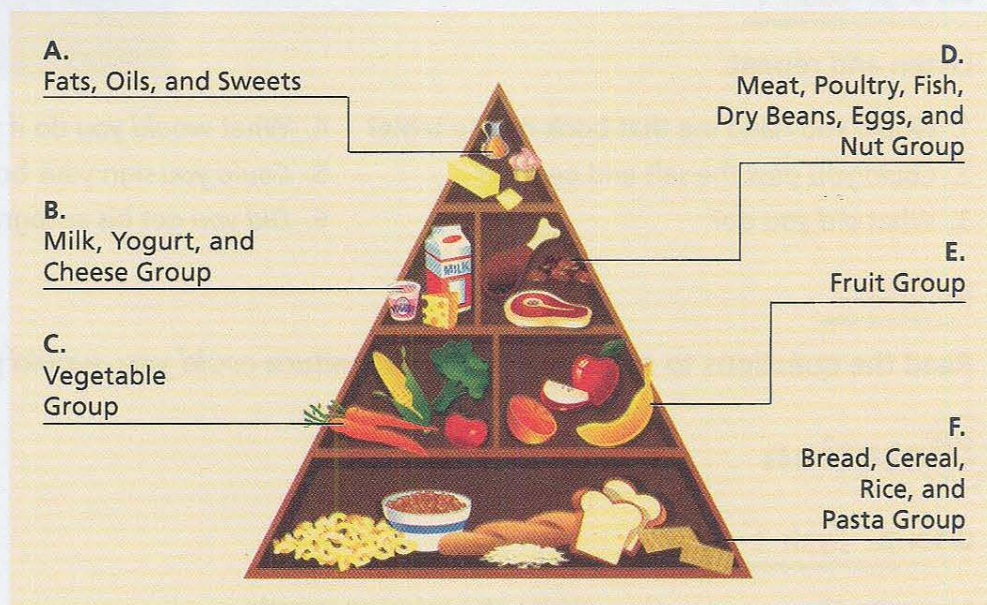 A.
Fats, Oils, and Sweets
B.
Milk, Yogurt, and
Cheese Group
C.
Vegetable
Group
D.
Meat, Poultry, Fish,
Dry Beans, Eggs, and
Nut Group
E.
Fruit Group
F.
Bread, Cereal,
Rice, and
Pasta Group
MILK